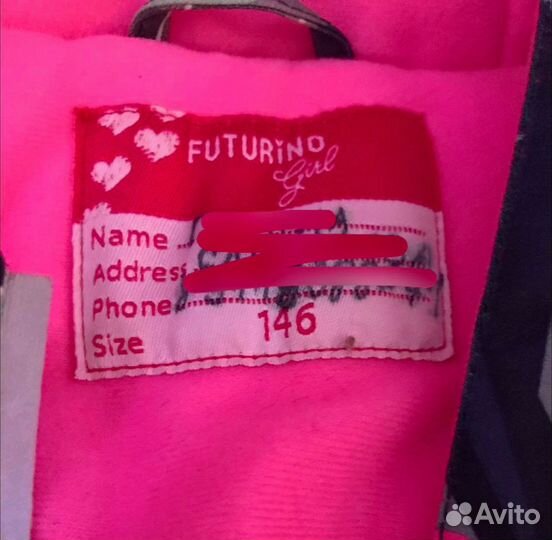 FUTURINO
Girl
Name
Address
Phone
Size 146
Avito